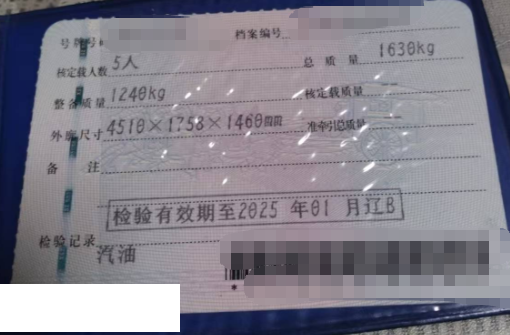 号牌号码 档案编号
核定载人数 5人 总质量 1630kg
整备质量 1240kg 核定载质量
外廓尺寸 4510×1758×1460mm 准牵引总质量
备注
检验有效期至2025年01月辽B
检验记录
汽油